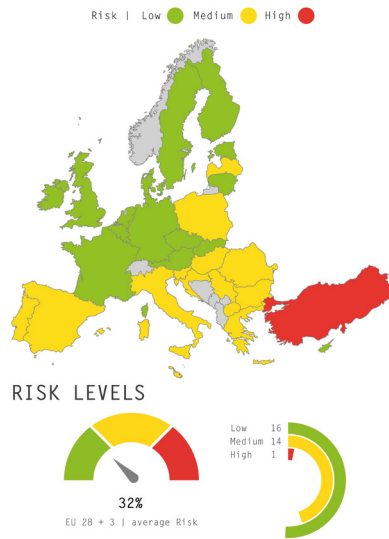 Risk | Low Medium High
RISK LEVELS
32%
EU 28 + 3 | average Risk
Low 16
Medium 14
High 1